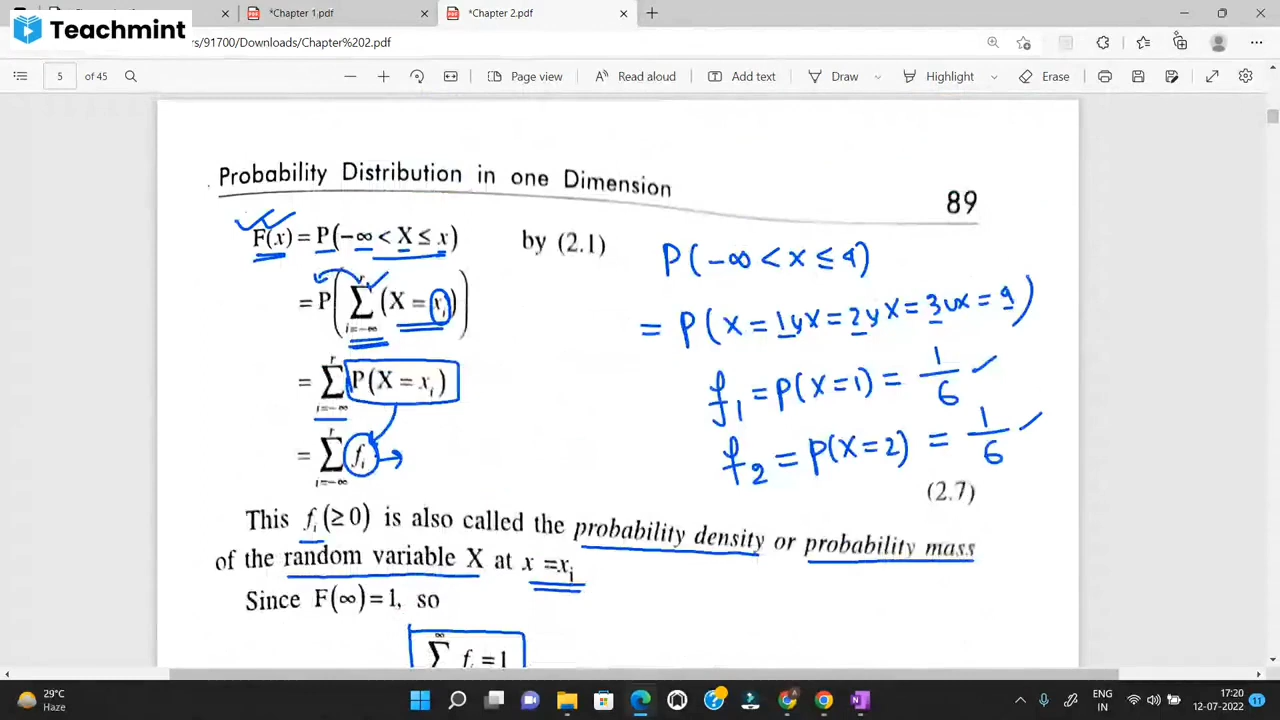 *Chapter 1.pdf
*Chapter 2.pdf
Teachmint
s/91700/Downloads/Chapter%202.pdf
5 of 45
Page view
Read aloud
Add text
Draw
Highlight
Erase
Probability Distribution in one Dimension
89
F(x) = P(-∞ < X ≤ x) by (2.1)
= P( Σ (X = xᵢ) )
r
i=-∞
= Σ P(X = xᵢ)
r
i=-∞
= Σ fᵢ
r
i=-∞
P(-∞ < X ≤ 4)
= P(X = 1 y X = 2 y X = 3 u X = 4)
f₁ = P(X=1) = 1/6 ✓
f₂ = P(X=2) = 1/6 ✓
(2.7)
This fᵢ (≥0) is also called the probability density or probability mass
of the random variable X at x =xᵢ
Since F(∞)=1, so
∞
Σ fᵢ =1
29°C
Haze
ENG
IN
17:20
12-07-2022